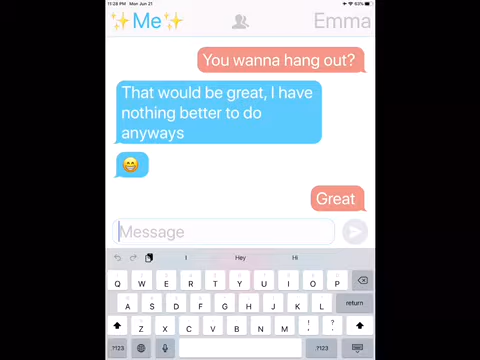 11:28 PM Mon Jun 21
83%
✨Me✨
Emma
You wanna hang out?
That would be great, I have
nothing better to do
anyways
😁
Great
Message
I Hey Hi
Q W E R T Y U I O P
A S D F G H J K L return
Z X C V B N M ! , ? .
.?123 .?123